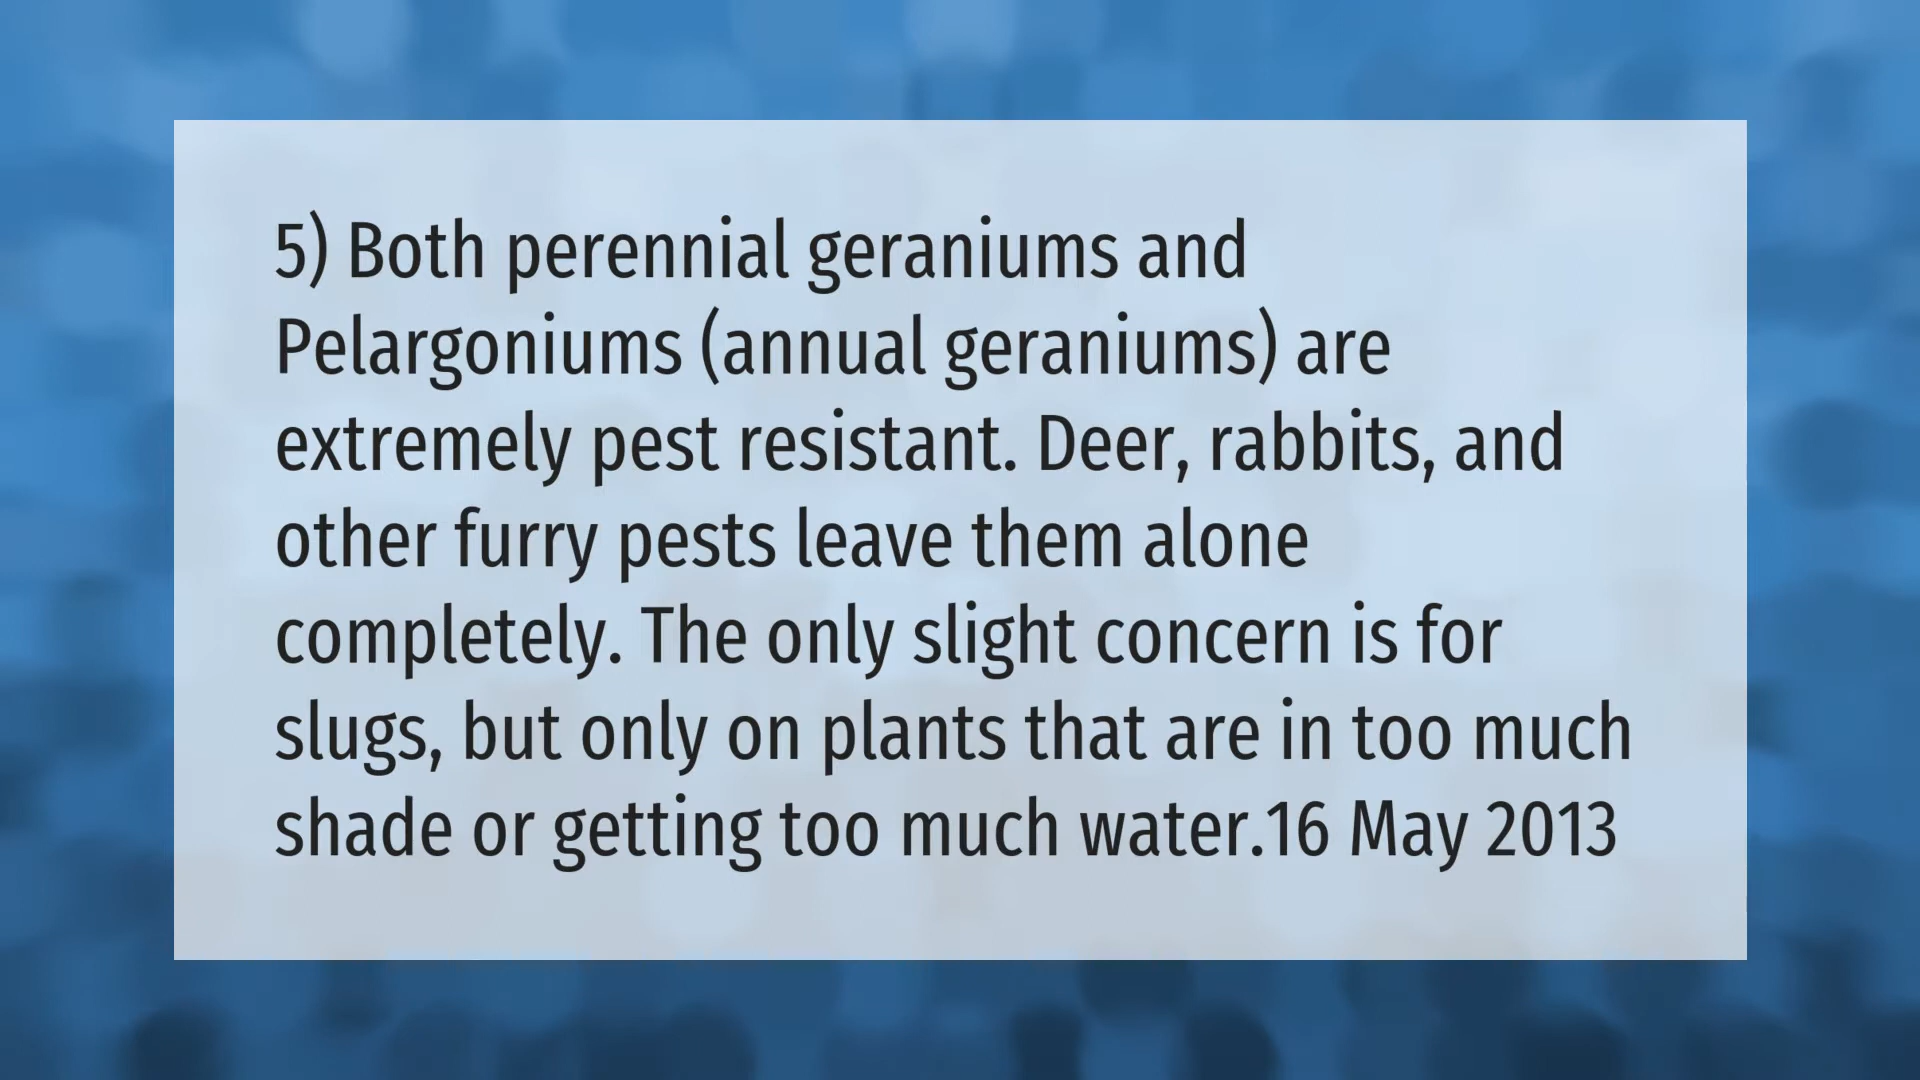 5) Both perennial geraniums and
Pelargoniums (annual geraniums) are
extremely pest resistant. Deer, rabbits, and
other furry pests leave them alone
completely. The only slight concern is for
slugs, but only on plants that are in too much
shade or getting too much water.16 May 2013